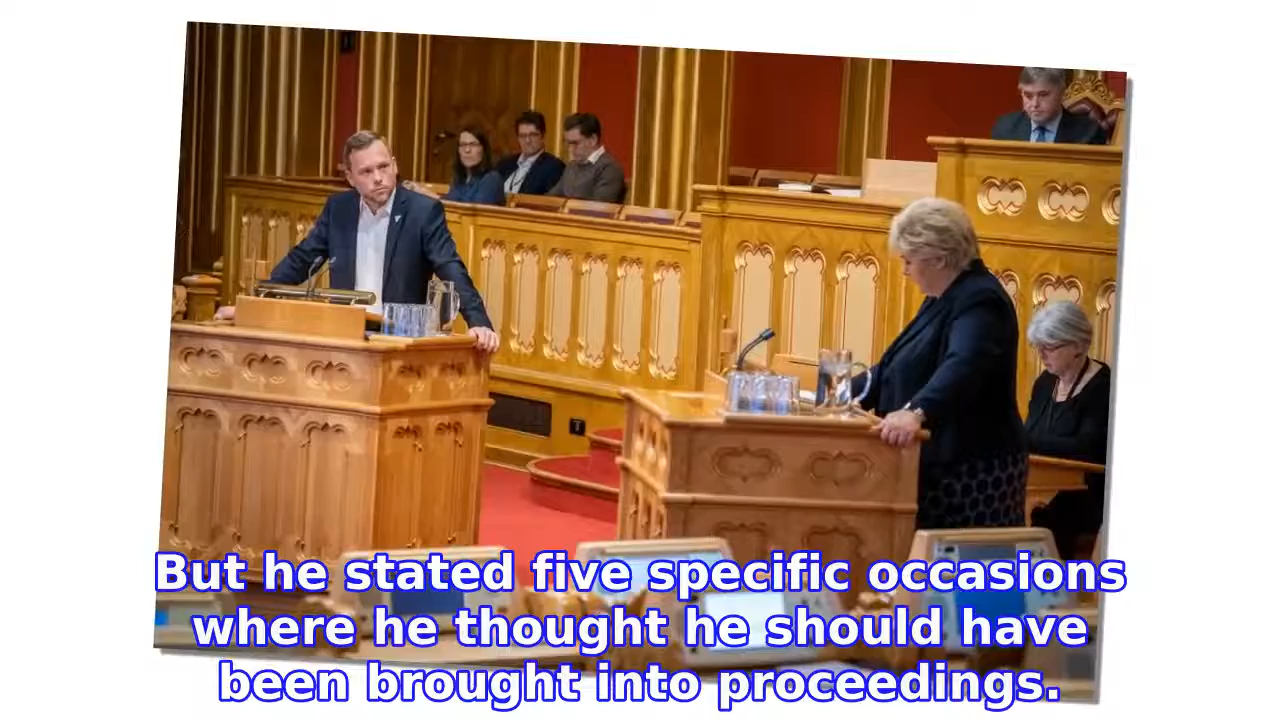 But he stated five specific occasions
where he thought he should have
been brought into proceedings.